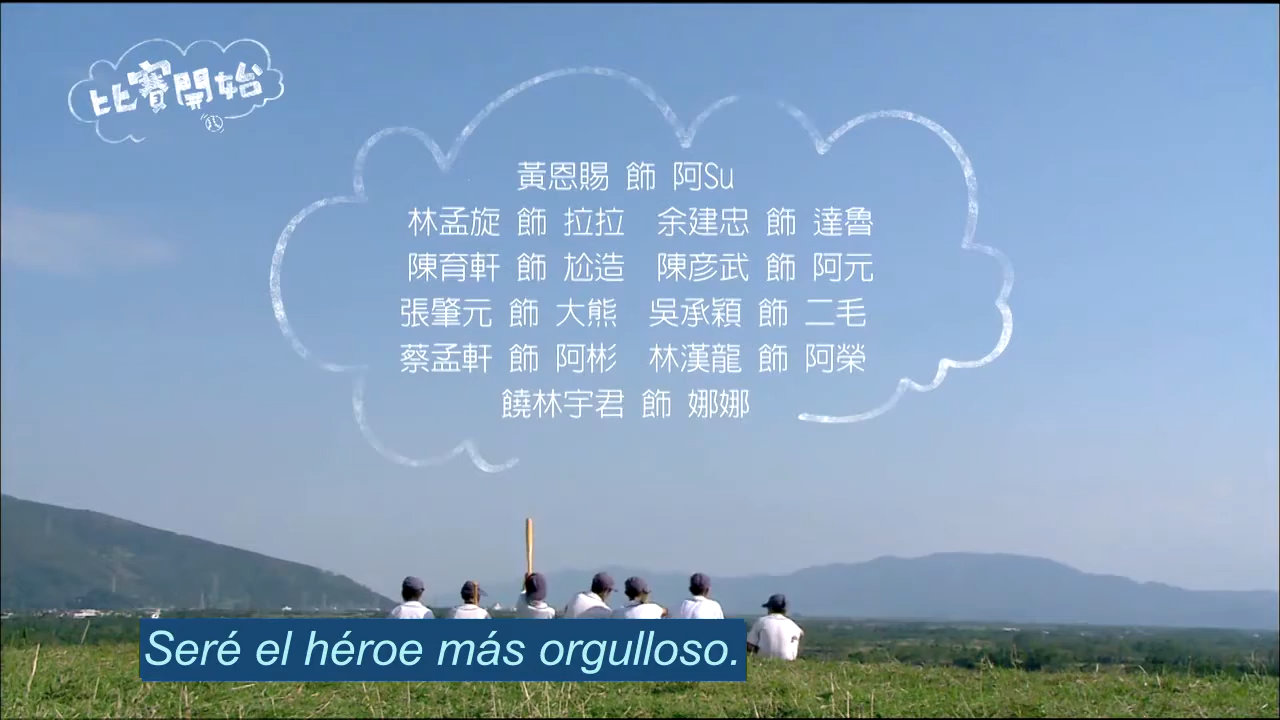 比賽開始
黃恩賜 飾 阿Su
林孟旋 飾 拉拉 余建忠 飾 達魯
陳育軒 飾 尬造 陳彥武 飾 阿元
張肇元 飾 大熊 吳承穎 飾 二毛
蔡孟軒 飾 阿彬 林漢龍 飾 阿榮
饒林宇君 飾 娜娜
Seré el héroe más orgulloso.